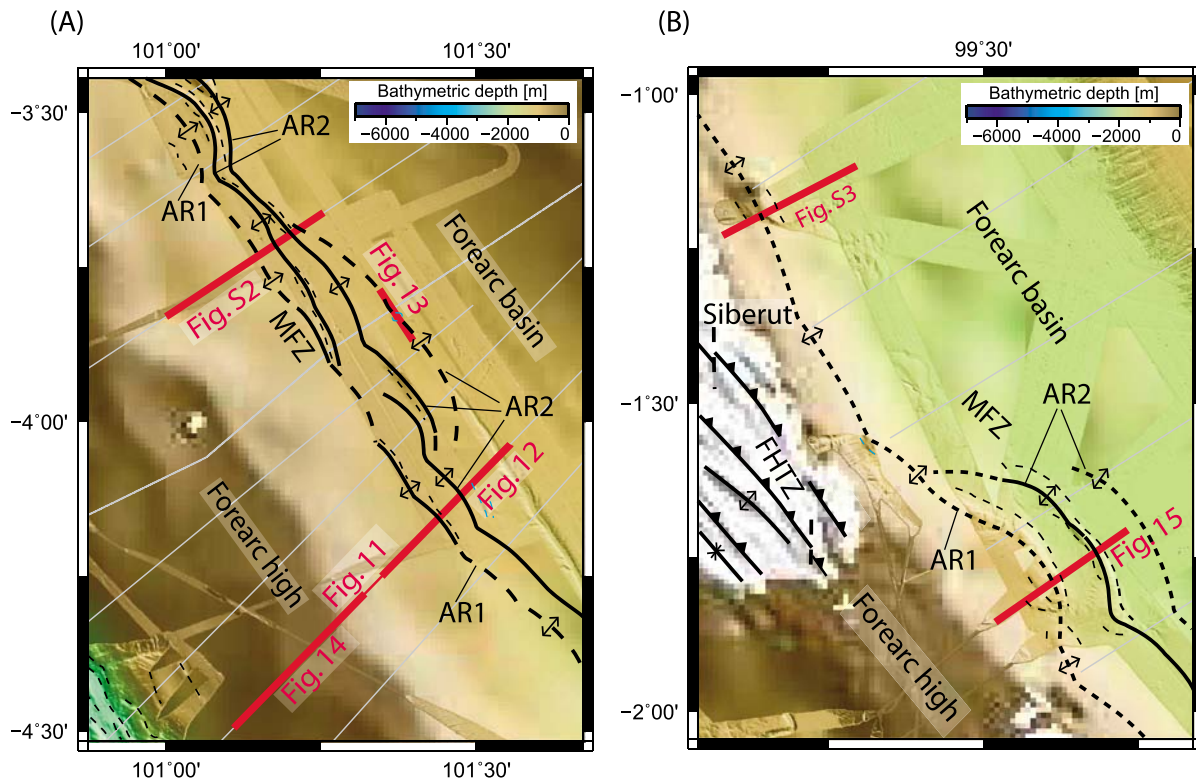 (A)
101°00'
101°30'
Bathymetric depth [m]
−6000
−4000
−2000
0
−3°30'
−4°00'
−4°30'
AR2
AR1
Fig. S2
MFZ
Fig. 13
Forearc basin
AR2
Fig. 12
Fig. 11
Forearc high
AR1
Fig. 14
101°00'
101°30'
(B)
99°30'
Bathymetric depth [m]
−6000
−4000
−2000
0
−1°00'
−1°30'
−2°00'
Fig. S3
Forearc basin
Siberut
MFZ
AR2
FHTZ
AR1
Fig. 15
Forearc high